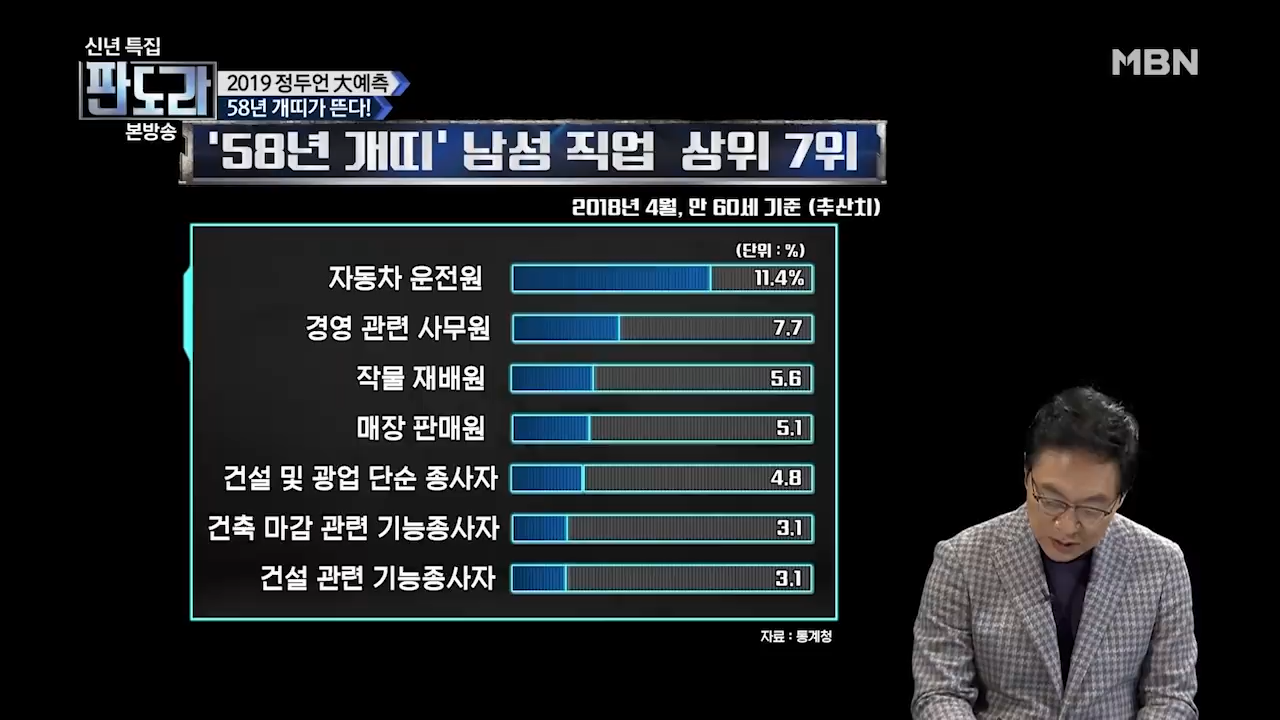 신년 특집
판도라
본방송
2019 정두언 大예측
58년 개띠가 뜬다!
MBN
'58년 개띠' 남성 직업 상위 7위
2018년 4월, 만 60세 기준 (추산치)
(단위 : %)
자동차 운전원 11.4%
경영 관련 사무원 7.7
작물 재배원 5.6
매장 판매원 5.1
건설 및 광업 단순 종사자 4.8
건축 마감 관련 기능종사자 3.1
건설 관련 기능종사자 3.1
자료 : 통계청